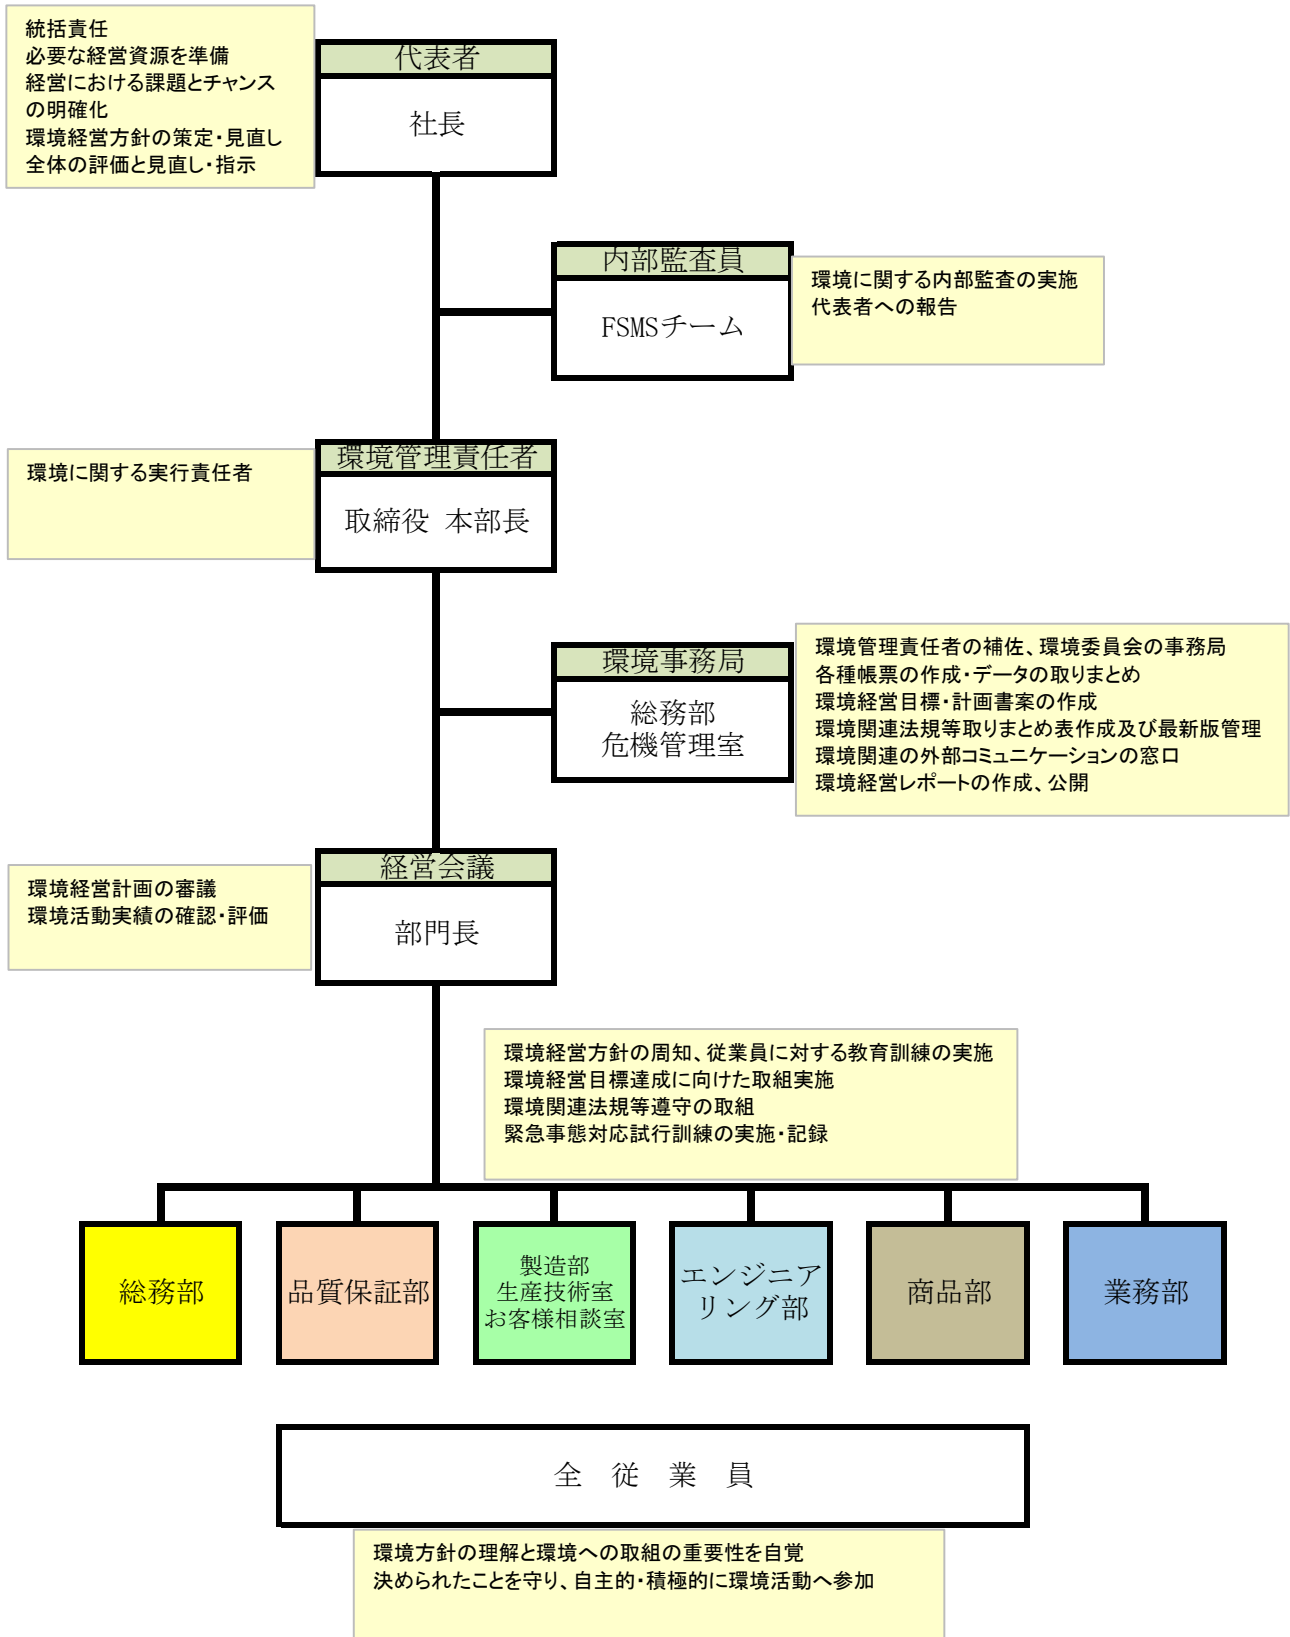 統括責任
必要な経営資源を準備
経営における課題とチャンス
の明確化
環境経営方針の策定・見直し
全体の評価と見直し・指示
代表者
社長
内部監査員
FSMSチーム
環境に関する内部監査の実施
代表者への報告
環境に関する実行責任者
環境管理責任者
取締役 本部長
環境事務局
総務部
危機管理室
環境管理責任者の補佐、環境委員会の事務局
各種帳票の作成・データの取りまとめ
環境経営目標・計画書案の作成
環境関連法規等取りまとめ表作成及び最新版管理
環境関連の外部コミュニケーションの窓口
環境経営レポートの作成、公開
環境経営計画の審議
環境活動実績の確認・評価
経営会議
部門長
環境経営方針の周知、従業員に対する教育訓練の実施
環境経営目標達成に向けた取組実施
環境関連法規等遵守の取組
緊急事態対応試行訓練の実施・記録
総務部
品質保証部
製造部
生産技術室
お客様相談室
エンジニア
リング部
商品部
業務部
全 従 業 員
環境方針の理解と環境への取組の重要性を自覚
決められたことを守り、自主的・積極的に環境活動へ参加